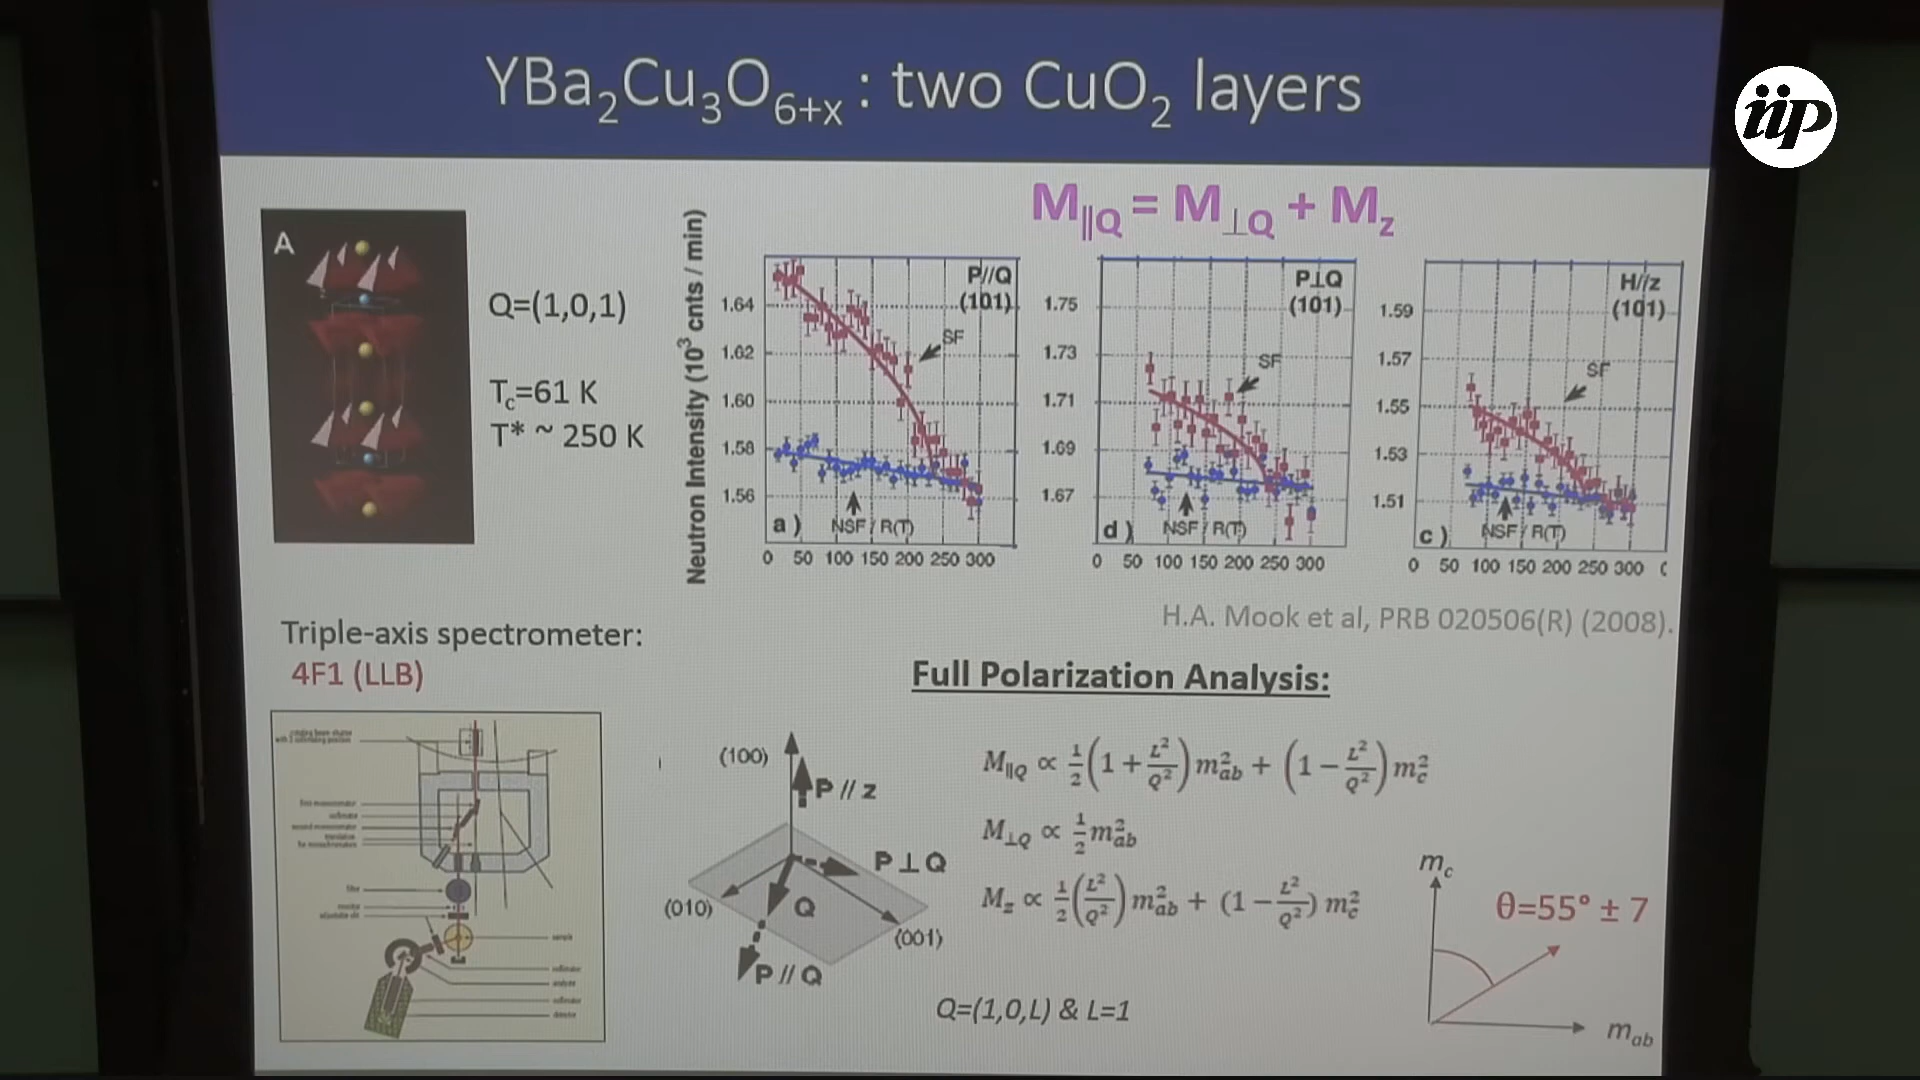 YBa₂Cu₃O₆₊ₓ : two CuO₂ layers
iip
M∥Q = M⊥Q + Mz
A
Q=(1,0,1)
Tc=61 K
T* ~ 250 K
Neutron Intensity (10³ cnts / min)
P//Q
(101)
SF
1.64
1.62
1.60
1.58
1.56
a )
NSF / R(T)
0 50 100 150 200 250 300
P⊥Q
(101)
SF
1.75
1.73
1.71
1.69
1.67
d )
NSF / R(T)
0 50 100 150 200 250 300
H//z
(101)
SF
1.59
1.57
1.55
1.53
1.51
c )
NSF / R(T)
0 50 100 150 200 250 300
H.A. Mook et al, PRB 020506(R) (2008).
Triple-axis spectrometer:
4F1 (LLB)
Full Polarization Analysis:
(100)
P // z
P⊥Q
(010)
Q
(001)
P // Q
M∥Q ∝ 1/2(1 + L²/Q²)m²ab + (1 − L²/Q²)m²c
M⊥Q ∝ 1/2 m²ab
Mz ∝ 1/2(L²/Q²)m²ab + (1 − L²/Q²) m²c
Q=(1,0,L) & L=1
mc
θ=55° ± 7
mab